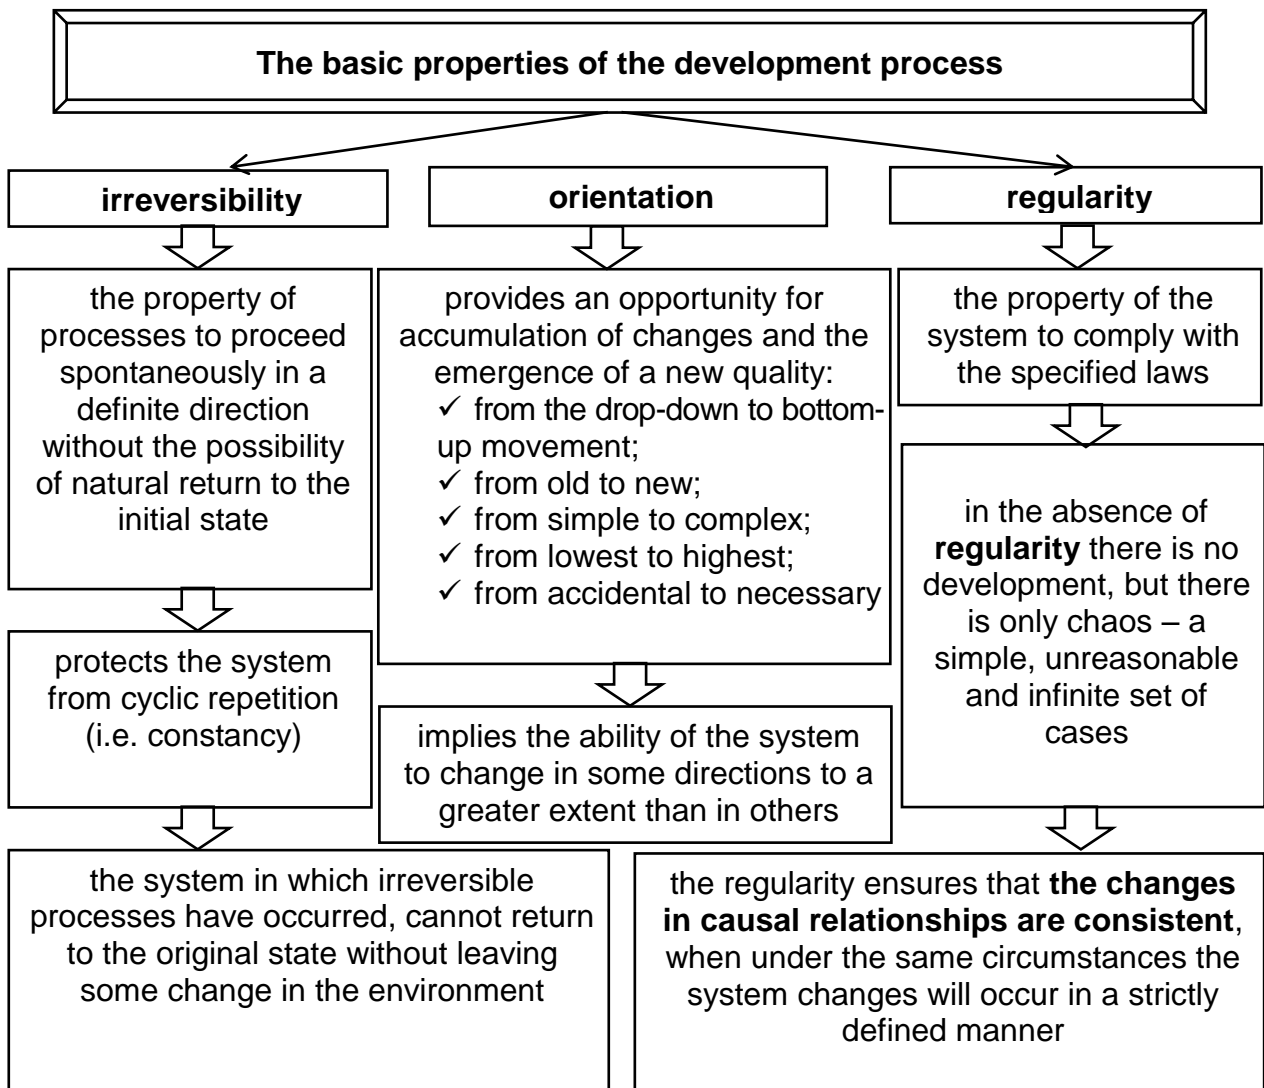 The basic properties of the development process
irreversibility
orientation
regularity
the property of
processes to proceed
spontaneously in a
definite direction
without the possibility
of natural return to the
initial state
provides an opportunity for
accumulation of changes and the
emergence of a new quality:
✓ from the drop-down to bottom-
up movement;
✓ from old to new;
✓ from simple to complex;
✓ from lowest to highest;
✓ from accidental to necessary
the property of the
system to comply with
the specified laws
protects the system
from cyclic repetition
(i.e. constancy)
implies the ability of the system
to change in some directions to a
greater extent than in others
in the absence of
regularity there is no
development, but there
is only chaos – a
simple, unreasonable
and infinite set of
cases
the system in which irreversible
processes have occurred, cannot return
to the original state without leaving
some change in the environment
the regularity ensures that the changes
in causal relationships are consistent,
when under the same circumstances the
system changes will occur in a strictly
defined manner